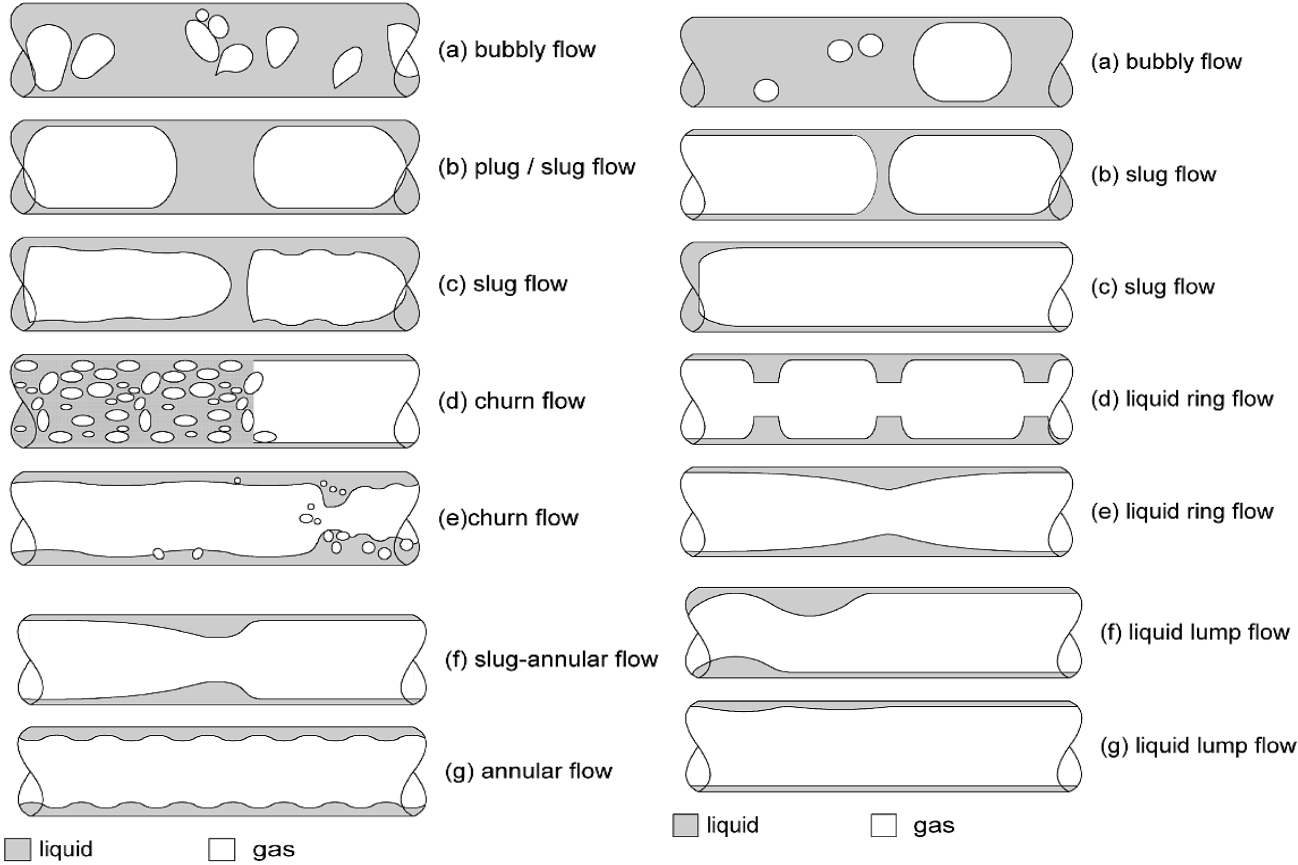 (a) bubbly flow
(b) plug / slug flow
(c) slug flow
(d) churn flow
(e)churn flow
(f) slug-annular flow
(g) annular flow
liquid
gas
(a) bubbly flow
(b) slug flow
(c) slug flow
(d) liquid ring flow
(e) liquid ring flow
(f) liquid lump flow
(g) liquid lump flow
liquid
gas